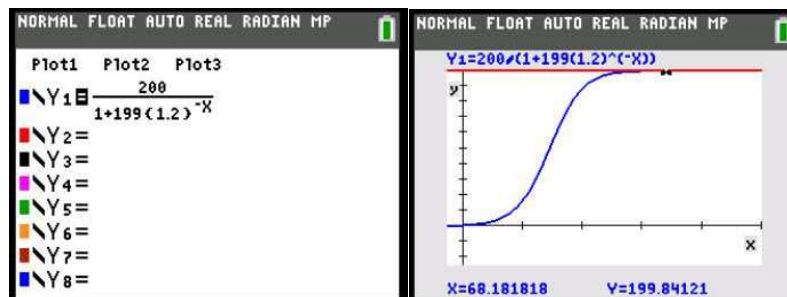 NORMAL FLOAT AUTO REAL RADIAN MP
Plot1 Plot2 Plot3
\Y1=200/(1+199(1.2)^-X)
\Y2=
\Y3=
\Y4=
\Y5=
\Y6=
\Y7=
\Y8=
NORMAL FLOAT AUTO REAL RADIAN MP
Y1=200/(1+199(1.2)^(-X))
y
x
X=68.181818 Y=199.84121